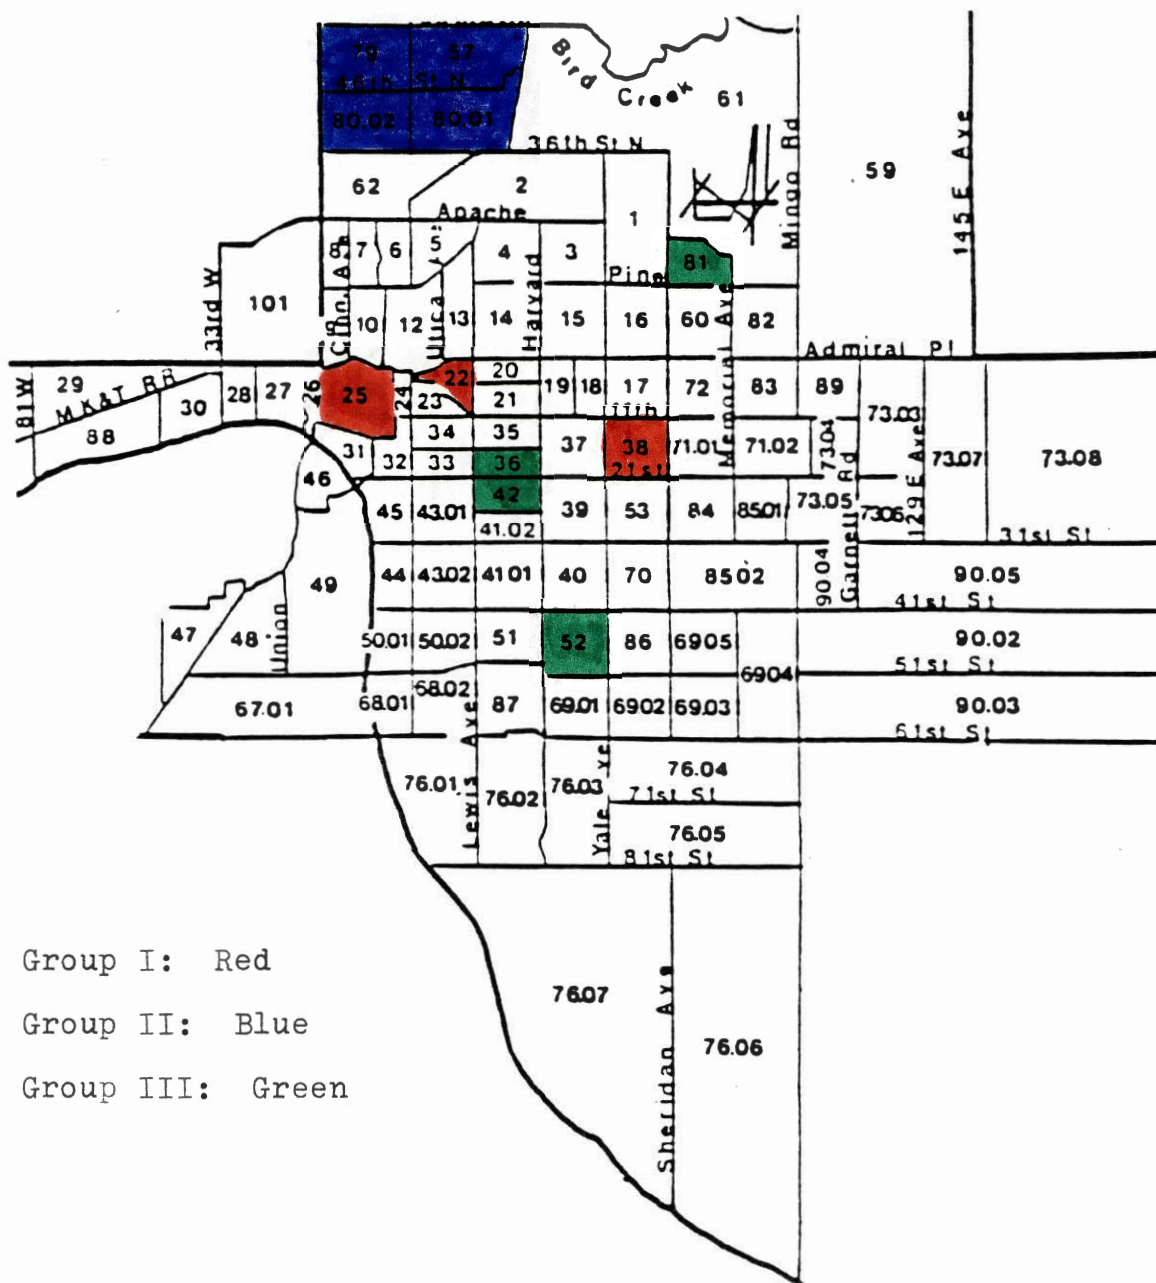 79 57
46th St N
80.02 80.01
Bird Creek
61
36th St N
62 2 59
Apache
1
8 7 6 5 4 3
81
Pine
33rd W
101
Cinn. Av
Utica
Harvard
Memorial Ave
Mingo Rd
145 E Ave
10 12 13 14 15 16 60 82
Admiral Pl
81 W
29
MK&T RR
30 28 27 26 25 24 22 20
88
23 21 19 18 17 72 83 89
11th
73.03
34 35
31 32 33 36 37 38 71.01 71.02 73.04
21st
129 E Ave
73.07 73.08
46
42
Garnett Rd
45 43.01 39 53 84 85.01 73.05 73.06
41.02
31st St
49 44 43.02 41.01 40 70 85.02 90.04 90.05
41st St
47 48
Union
50.01 50.02 51 52 86 69.05 90.02
51st St
69.04
67.01 68.01 68.02 87 69.01 69.02 69.03 90.03
61st St
Lewis Ave
Yale
76.01 76.02 76.03 76.04
71st St
76.05
81st St
Group I: Red
76.07
Sheridan Ave
Group II: Blue
76.06
Group III: Green